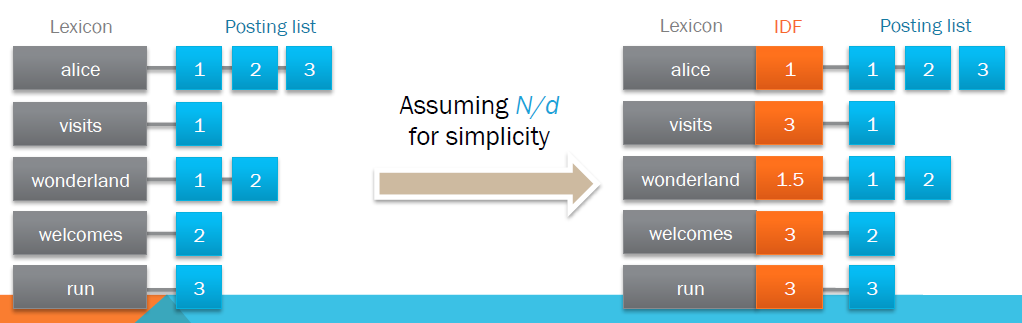 Lexicon Posting list
alice 1 2 3
visits 1
wonderland 1 2
welcomes 2
run 3
Assuming N/d
for simplicity
Lexicon IDF Posting list
alice 1 1 2 3
visits 3 1
wonderland 1.5 1 2
welcomes 3 2
run 3 3